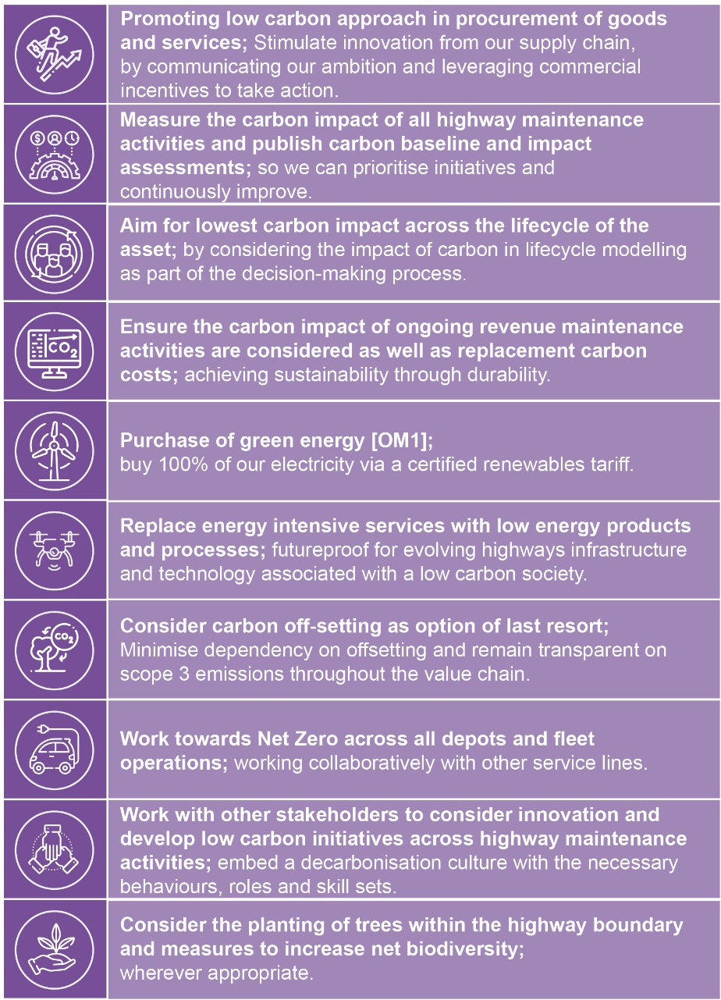 Promoting low carbon approach in procurement of goods
and services; Stimulate innovation from our supply chain,
by communicating our ambition and leveraging commercial
incentives to take action.
Measure the carbon impact of all highway maintenance
activities and publish carbon baseline and impact
assessments; so we can prioritise initiatives and
continuously improve.
Aim for lowest carbon impact across the lifecycle of the
asset; by considering the impact of carbon in lifecycle modelling
as part of the decision-making process.
CO2
Ensure the carbon impact of ongoing revenue maintenance
activities are considered as well as replacement carbon
costs; achieving sustainability through durability.
Purchase of green energy [OM1];
buy 100% of our electricity via a certified renewables tariff.
Replace energy intensive services with low energy products
and processes; futureproof for evolving highways infrastructure
and technology associated with a low carbon society.
CO2
Consider carbon off-setting as option of last resort;
Minimise dependency on offsetting and remain transparent on
scope 3 emissions throughout the value chain.
Work towards Net Zero across all depots and fleet
operations; working collaboratively with other service lines.
Work with other stakeholders to consider innovation and
develop low carbon initiatives across highway maintenance
activities; embed a decarbonisation culture with the necessary
behaviours, roles and skill sets.
Consider the planting of trees within the highway boundary
and measures to increase net biodiversity;
wherever appropriate.